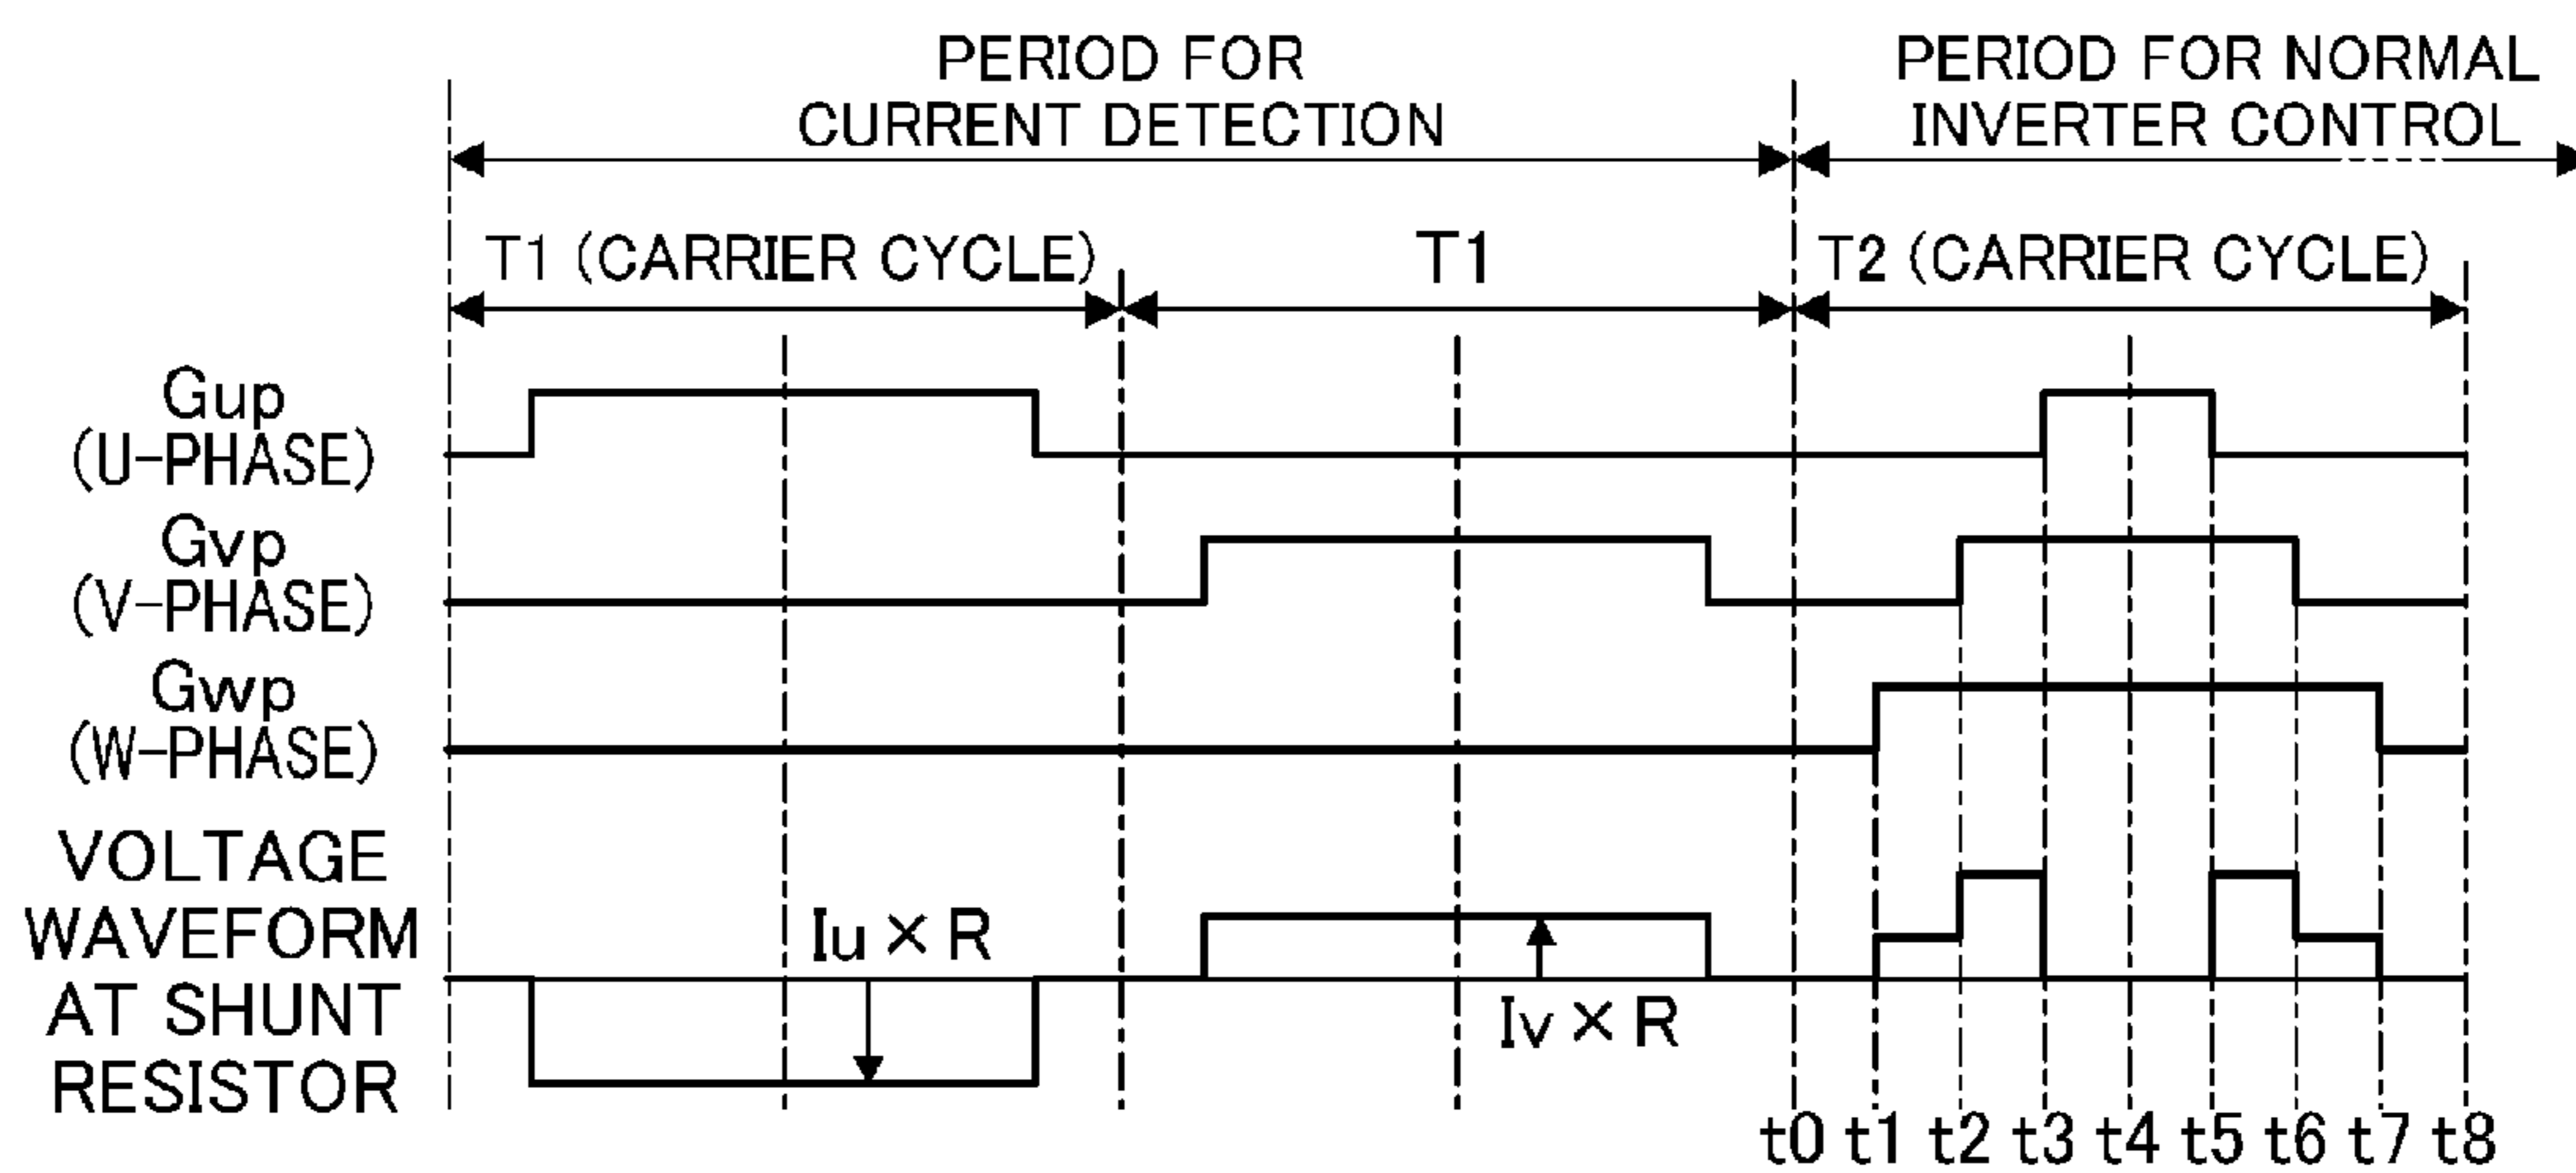 PERIOD FOR
CURRENT DETECTION
PERIOD FOR NORMAL
INVERTER CONTROL
T1 (CARRIER CYCLE)
T1
T2 (CARRIER CYCLE)
Gup
(U-PHASE)
Gvp
(V-PHASE)
Gwp
(W-PHASE)
VOLTAGE
WAVEFORM
AT SHUNT
RESISTOR
Iu × R
Iv × R
t0 t1 t2 t3 t4 t5 t6 t7 t8